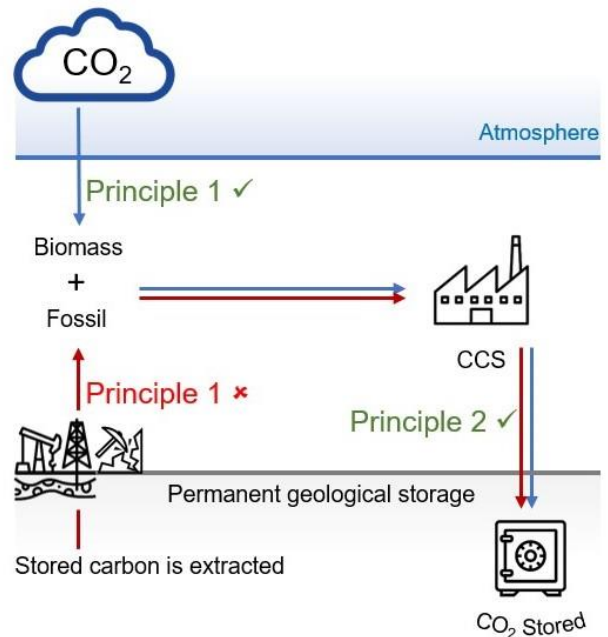 CO₂
Atmosphere
Principle 1 ✓
Biomass
+
Fossil
CCS
Principle 1 ×
Principle 2 ✓
Permanent geological storage
Stored carbon is extracted
CO₂ Stored